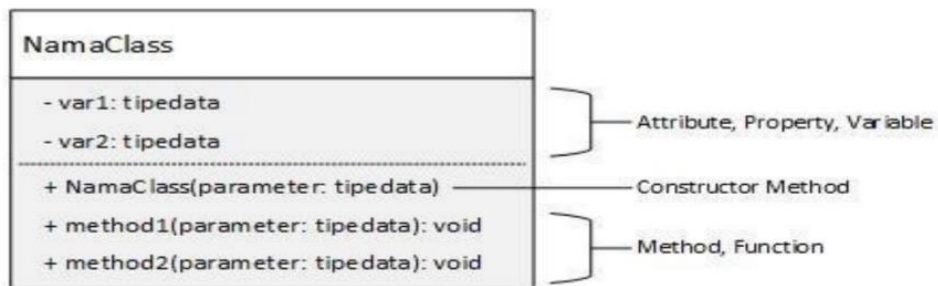 NamaClass
- var1: tipedata
- var2: tipedata
Attribute, Property, Variable
+ NamaClass(parameter: tipedata)
Constructor Method
+ method1(parameter: tipedata): void
+ method2(parameter: tipedata): void
Method, Function